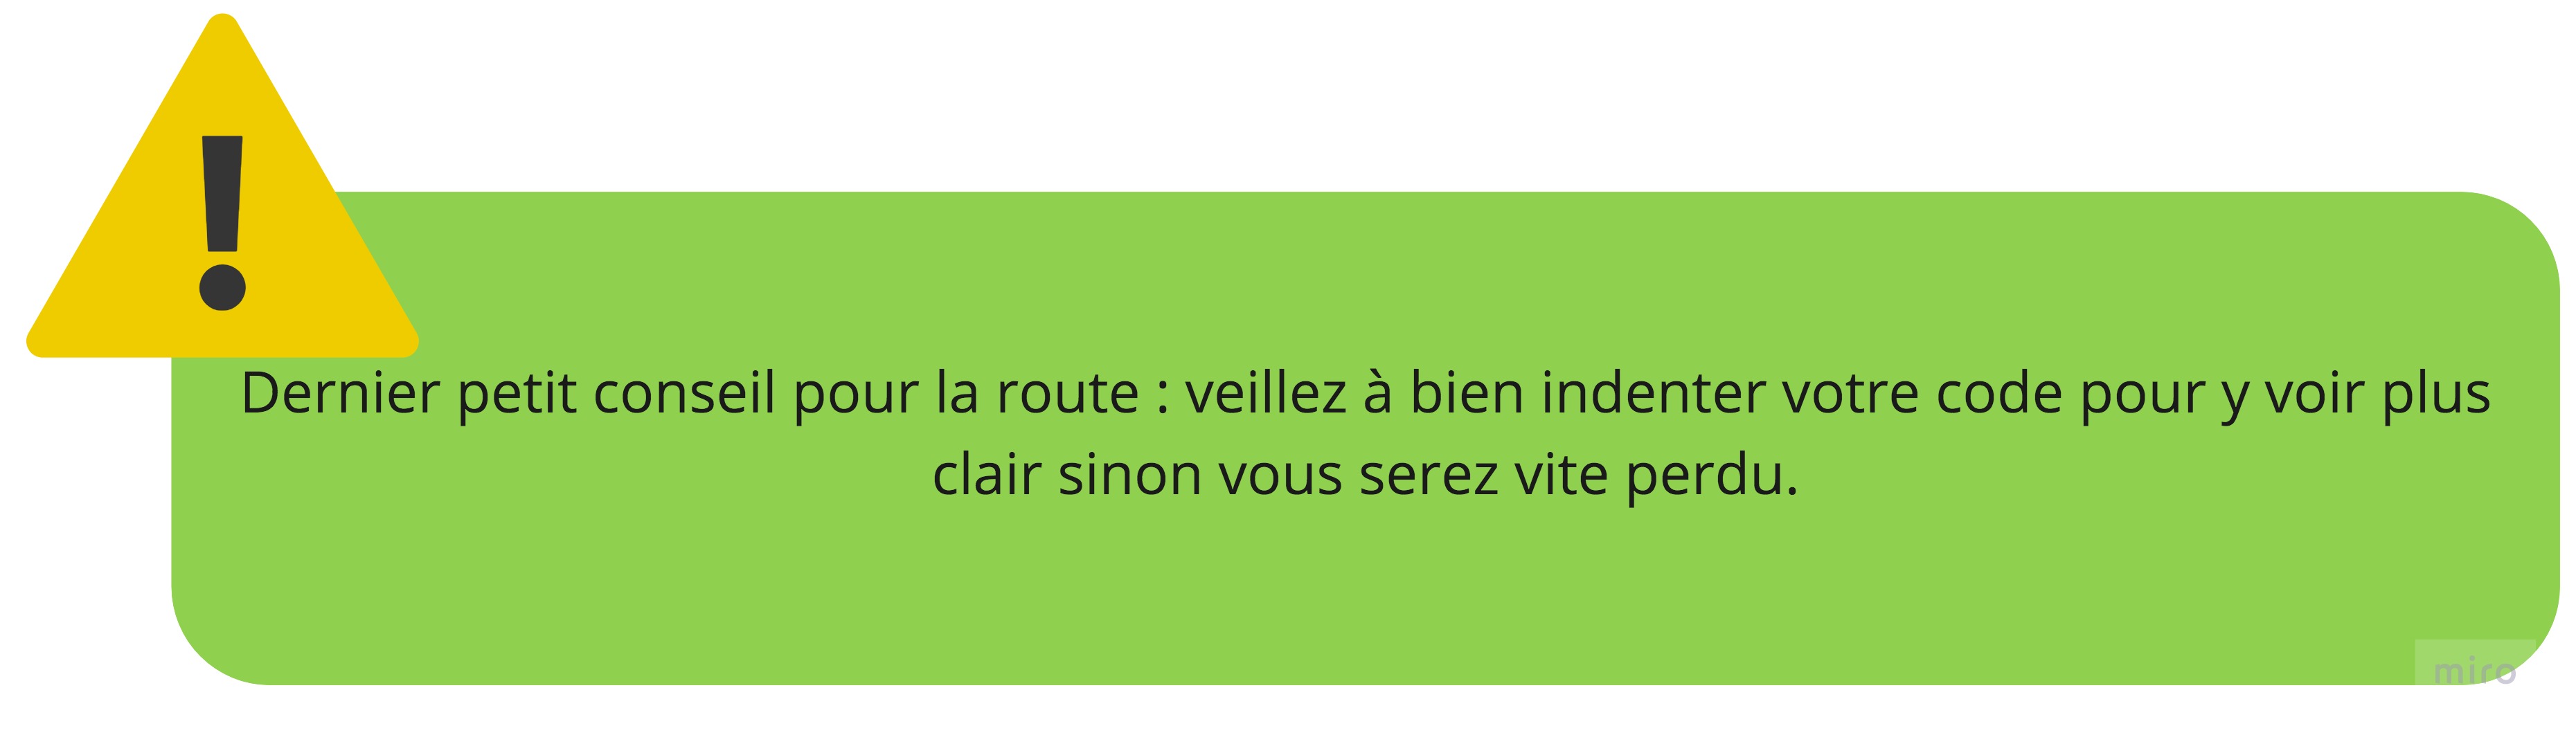 !
Dernier petit conseil pour la route : veillez à bien indenter votre code pour y voir plus
clair sinon vous serez vite perdu.
miro